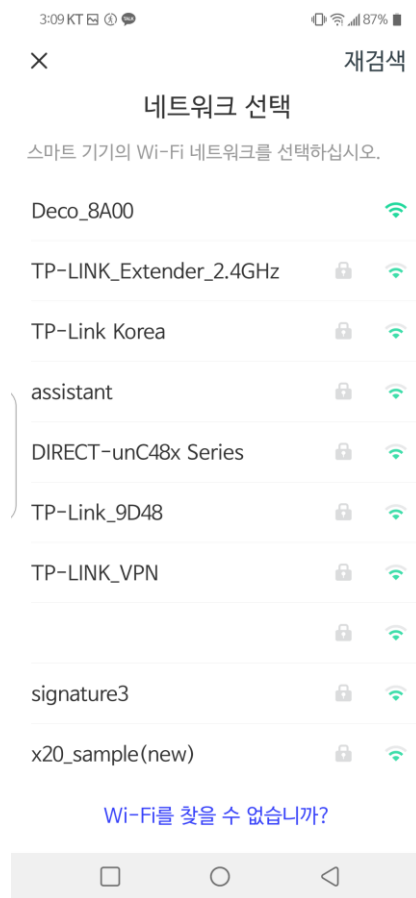 3:09 KT 87%
재검색
네트워크 선택
스마트 기기의 Wi-Fi 네트워크를 선택하십시오.
Deco_8A00
TP-LINK_Extender_2.4GHz
TP-Link Korea
assistant
DIRECT-unC48x Series
TP-Link_9D48
TP-LINK_VPN
signature3
x20_sample(new)
Wi-Fi를 찾을 수 없습니까?